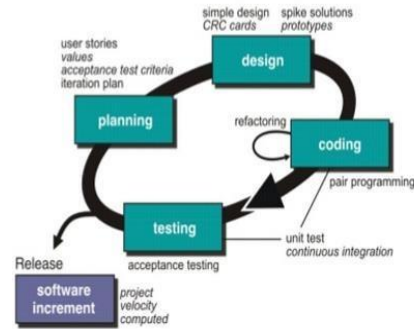 simple design
CRC cards
spike solutions
prototypes
user stories
values
acceptance test criteria
iteration plan
design
planning
refactoring
coding
pair programming
testing
unit test
continuous integration
acceptance testing
Release
software
increment
project
velocity
computed